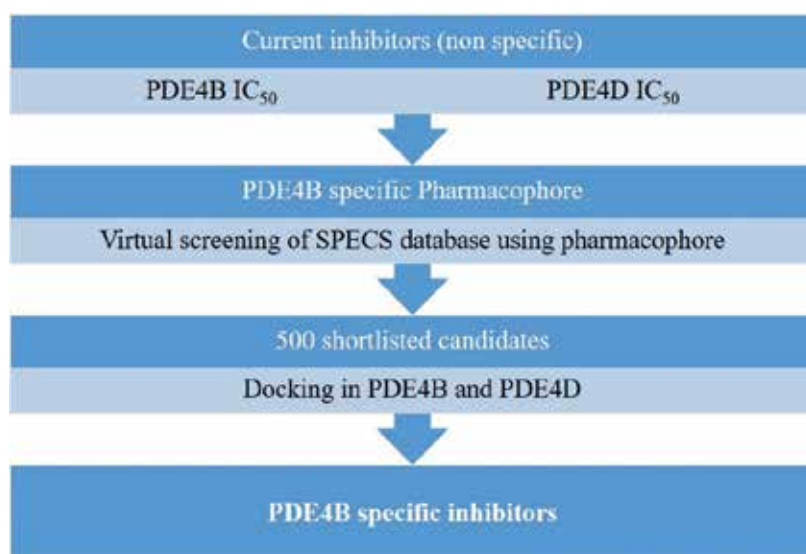 Current inhibitors (non specific)
PDE4B IC₅₀ PDE4D IC₅₀
PDE4B specific Pharmacophore
Virtual screening of SPECS database using pharmacophore
500 shortlisted candidates
Docking in PDE4B and PDE4D
PDE4B specific inhibitors